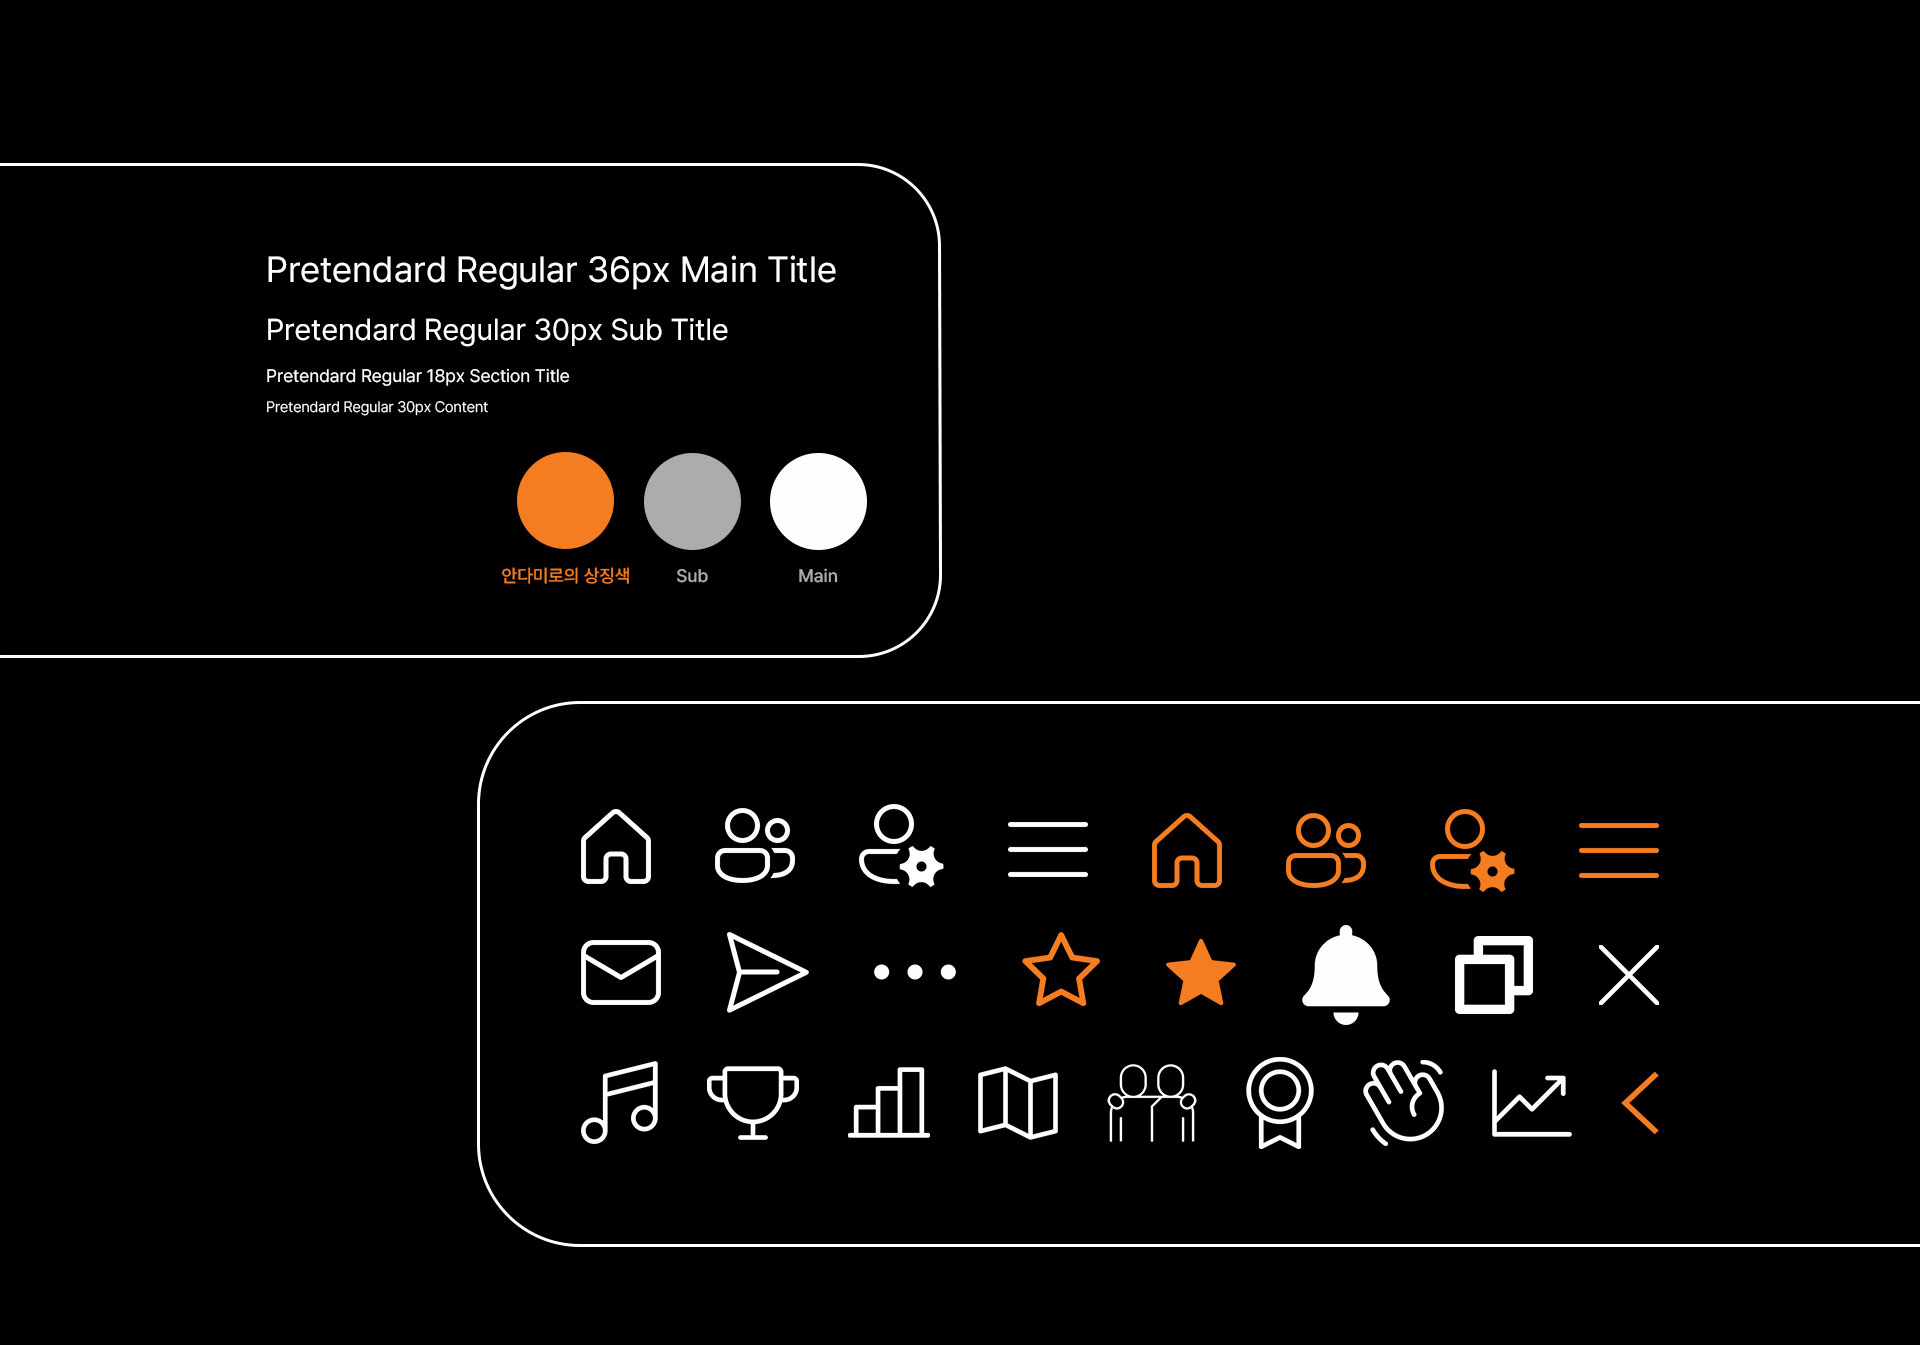 Pretendard Regular 36px Main Title
Pretendard Regular 30px Sub Title
Pretendard Regular 18px Section Title
Pretendard Regular 30px Content
안다미로의 상징색
Sub
Main